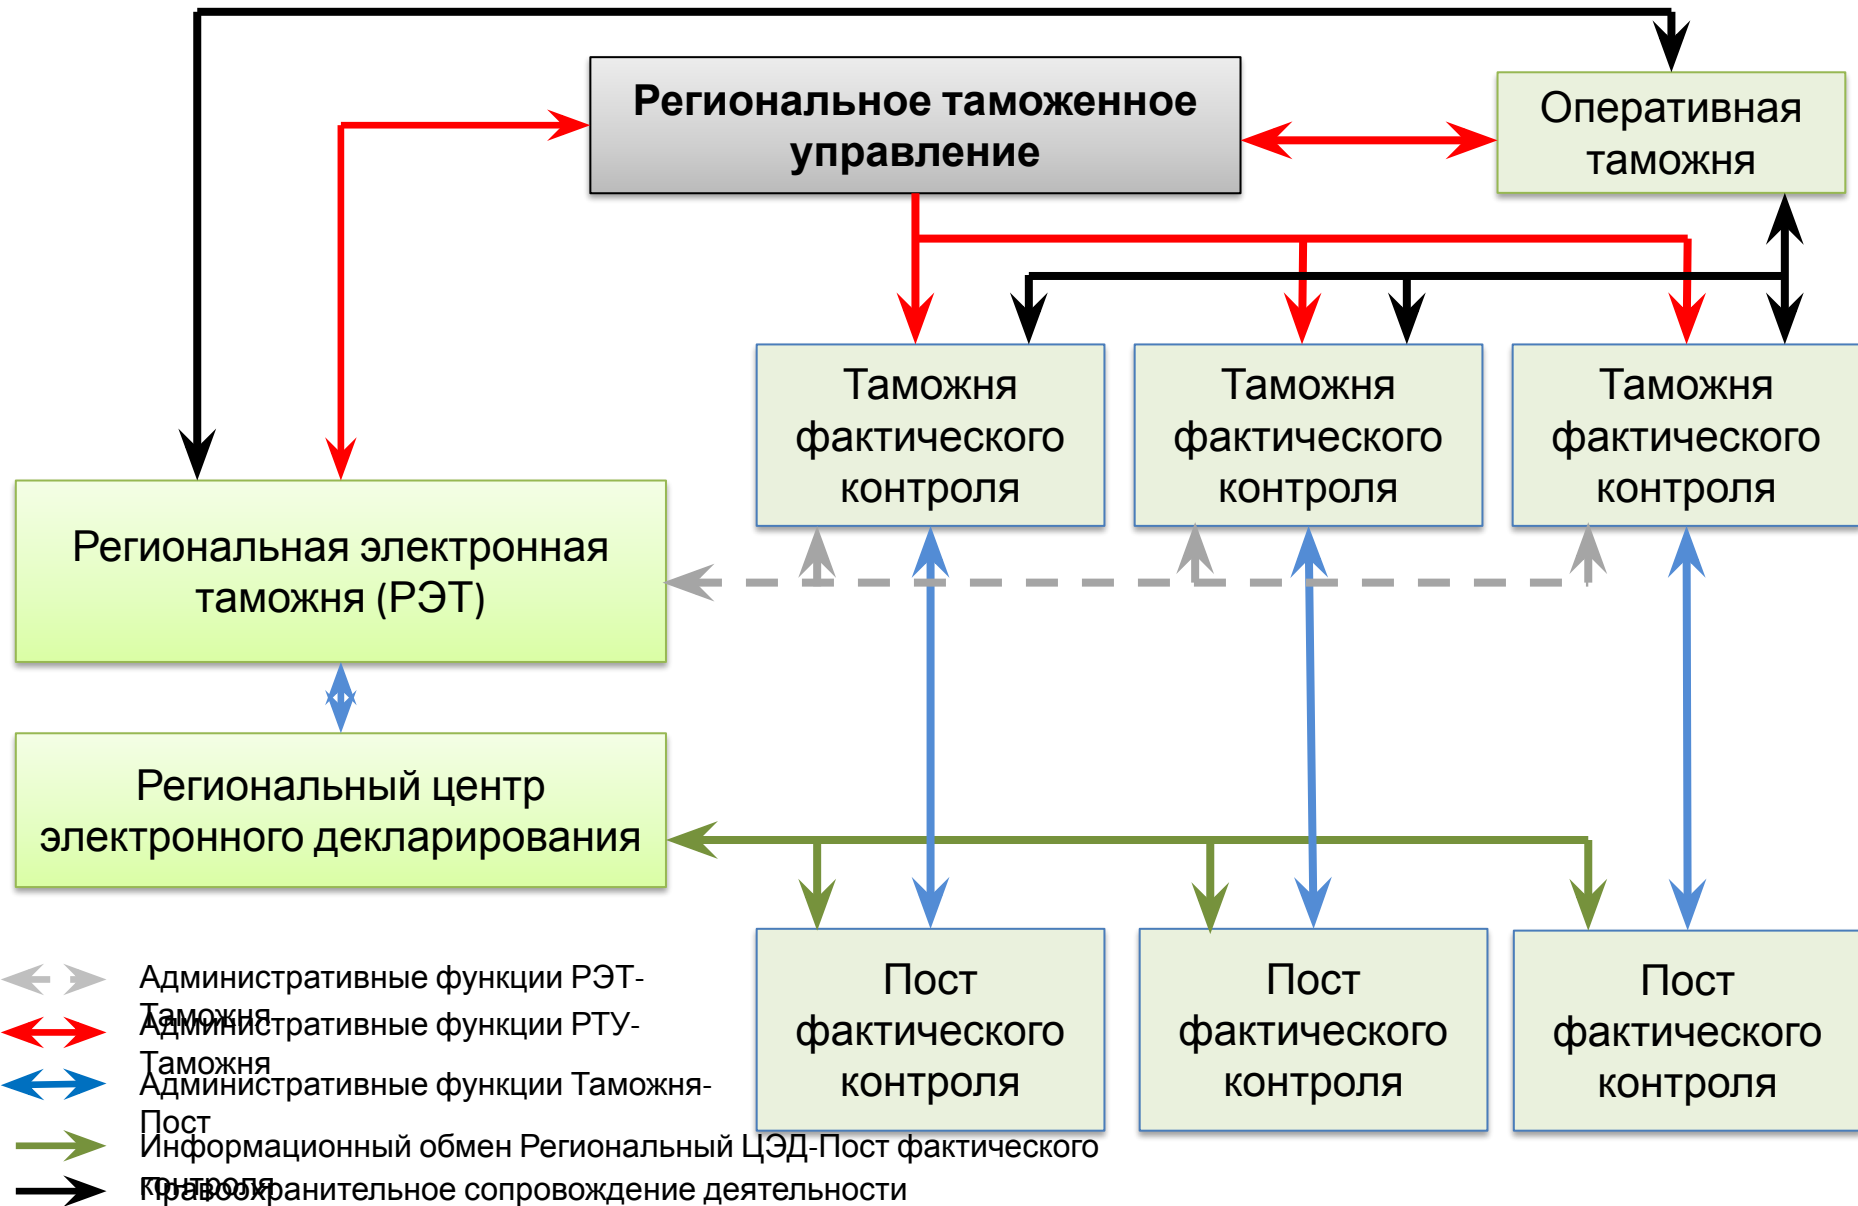 Региональное таможенное
управление
Оперативная
таможня
Таможня
фактического
контроля
Таможня
фактического
контроля
Таможня
фактического
контроля
Региональная электронная
таможня (РЭТ)
Региональный центр
электронного декларирования
Пост
фактического
контроля
Пост
фактического
контроля
Пост
фактического
контроля
Административные функции РЭТ-
Таможня
Административные функции РТУ-
Таможня
Административные функции Таможня-
Пост
Информационный обмен Региональный ЦЭД-Пост фактического
контроля
Правоохранительное сопровождение деятельности